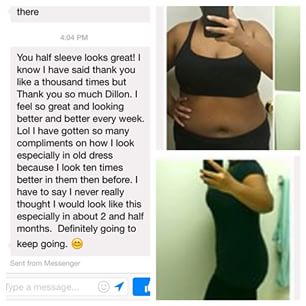 there
4:04 PM
You half sleeve looks great! I
know I have said thank you
like a thousand times but
Thank you so much Dillon. I
feel so great and looking
better and better every week.
Lol I have gotten so many
compliments on how I look
especially in old dress
because I look ten times
better in them then before. I
have to say I never really
thought I would look like this
especially in about 2 and half
months. Definitely going to
keep going. 😊
Sent from Messenger
Type a message...